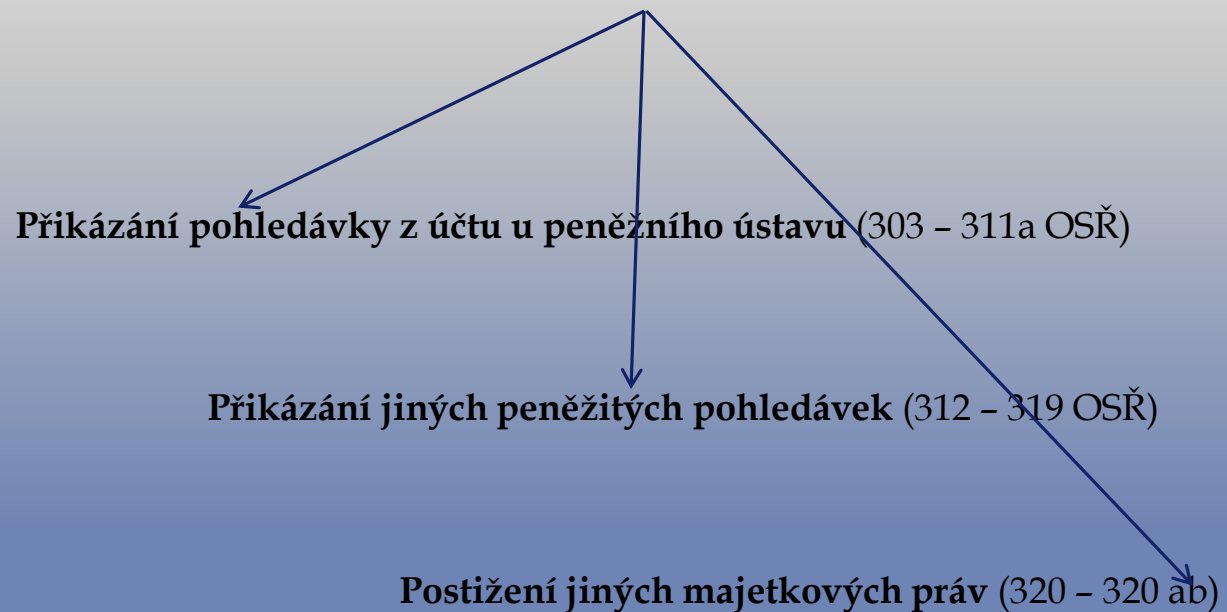 Přikázání pohledávky z účtu u peněžního ústavu (303 – 311a OSŘ)
Přikázání jiných peněžitých pohledávek (312 – 319 OSŘ)
Postižení jiných majetkových práv (320 – 320 ab)